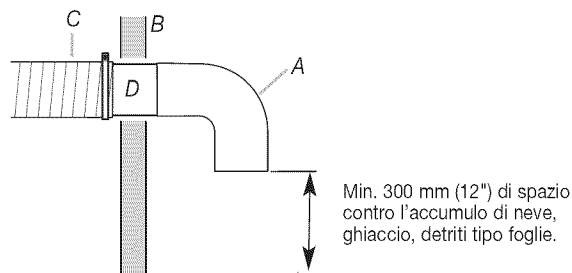 C
B
A
D
Min. 300 mm (12") di spazio
contro l'accumulo di neve,
ghiaccio, detriti tipo foglie.